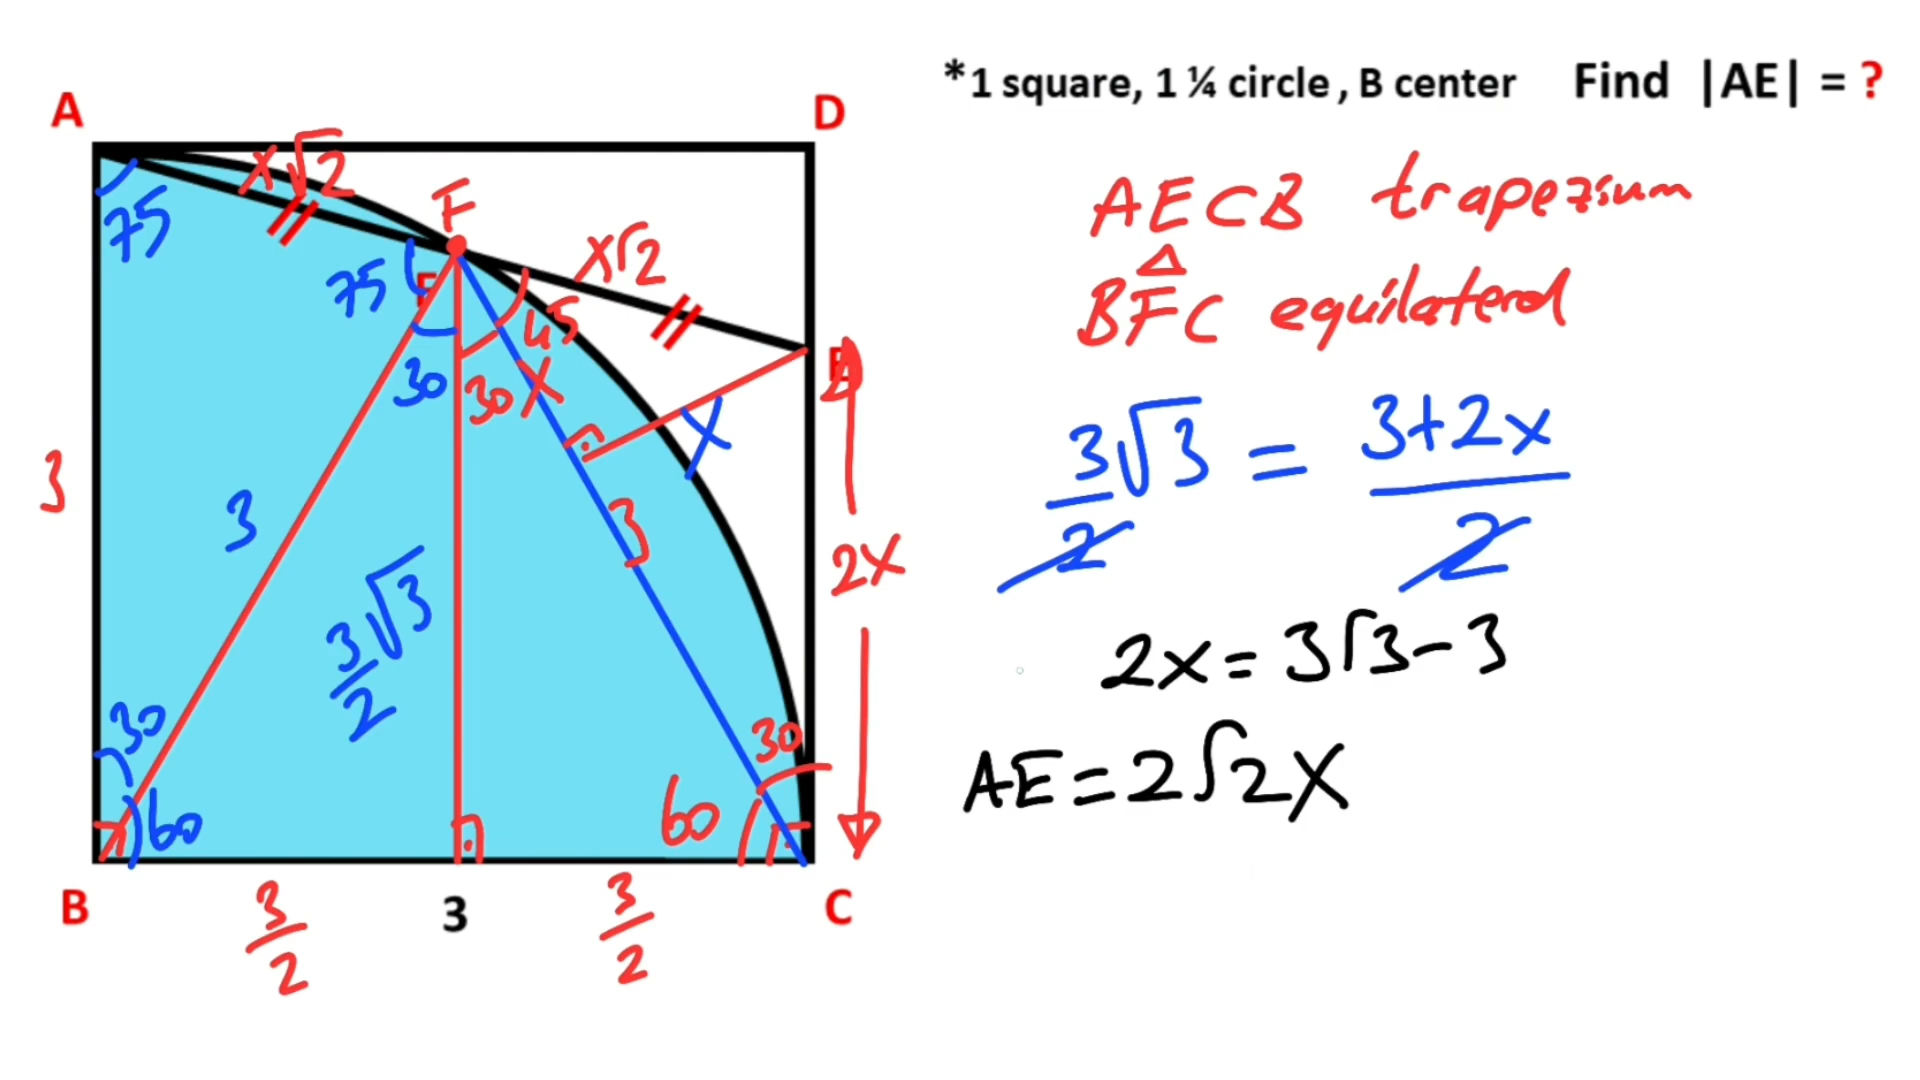 *1 square, 1 ¼ circle, B center Find |AE| = ?
A
D
x√2
F
75
x√2
75
F
45
30
30
x
x
3
3
3
3/2 √3
2x
30
30
60
60
B
3
C
3/2
3/2
AECB trapezium
BFC equilateral
3√3/2 = (3+2x)/2
2x = 3√3 - 3
AE = 2√2x